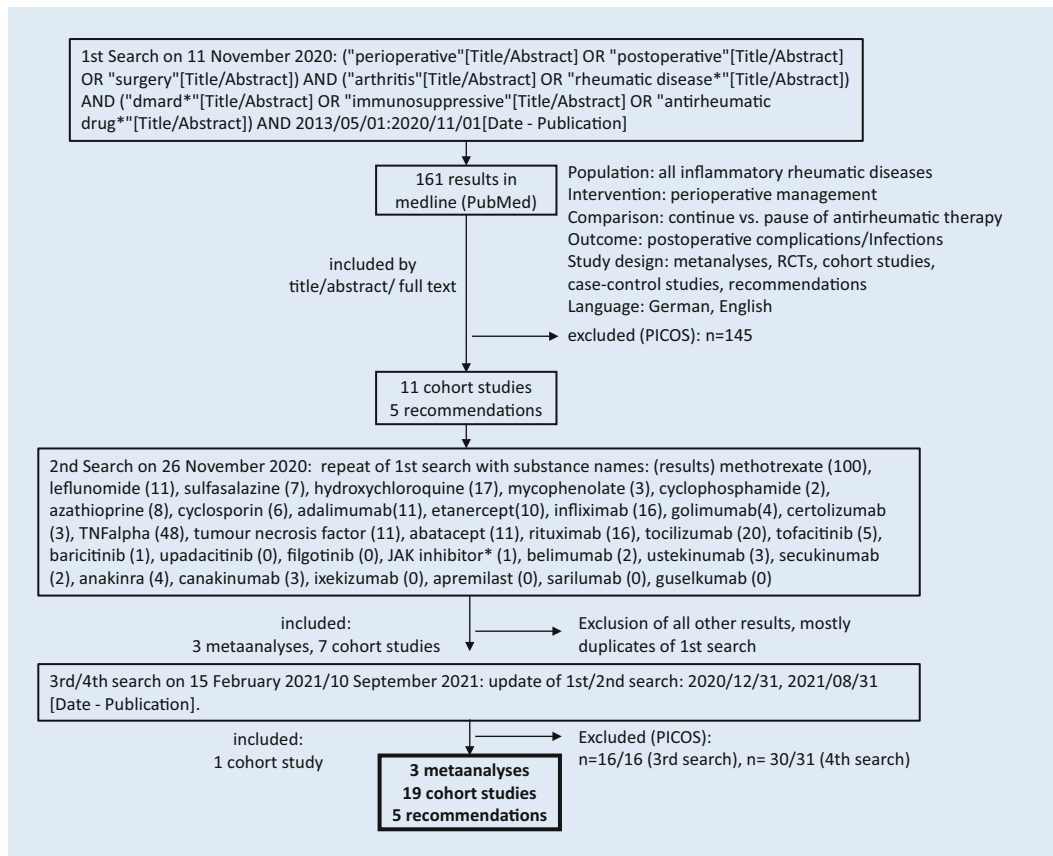 1st Search on 11 November 2020: ("perioperative"[Title/Abstract] OR "postoperative"[Title/Abstract]
OR "surgery"[Title/Abstract]) AND ("arthritis"[Title/Abstract] OR "rheumatic disease*"[Title/Abstract])
AND ("dmard*"[Title/Abstract] OR "immunosuppressive"[Title/Abstract] OR "antirheumatic
drug*"[Title/Abstract]) AND 2013/05/01:2020/11/01[Date - Publication]
161 results in
medline (PubMed)
Population: all inflammatory rheumatic diseases
Intervention: perioperative management
Comparison: continue vs. pause of antirheumatic therapy
Outcome: postoperative complications/Infections
Study design: metanalyses, RCTs, cohort studies,
case-control studies, recommendations
Language: German, English
included by
title/abstract/ full text
excluded (PICOS): n=145
11 cohort studies
5 recommendations
2nd Search on 26 November 2020:  repeat of 1st search with substance names: (results) methotrexate (100),
leflunomide (11), sulfasalazine (7), hydroxychloroquine (17), mycophenolate (3), cyclophosphamide (2),
azathioprine (8), cyclosporin (6), adalimumab(11), etanercept(10), infliximab (16), golimumab(4), certolizumab
(3), TNFalpha (48), tumour necrosis factor (11), abatacept (11), rituximab (16), tocilizumab (20), tofacitinib (5),
baricitinib (1), upadacitinib (0), filgotinib (0), JAK inhibitor* (1), belimumab (2), ustekinumab (3), secukinumab
(2), anakinra (4), canakinumab (3), ixekizumab (0), apremilast (0), sarilumab (0), guselkumab (0)
included:
3 metaanalyses, 7 cohort studies
Exclusion of all other results, mostly
duplicates of 1st search
3rd/4th search on 15 February 2021/10 September 2021: update of 1st/2nd search: 2020/12/31, 2021/08/31
[Date - Publication].
included:
1 cohort study
Excluded (PICOS):
n=16/16 (3rd search), n= 30/31 (4th search)
3 metaanalyses
19 cohort studies
5 recommendations